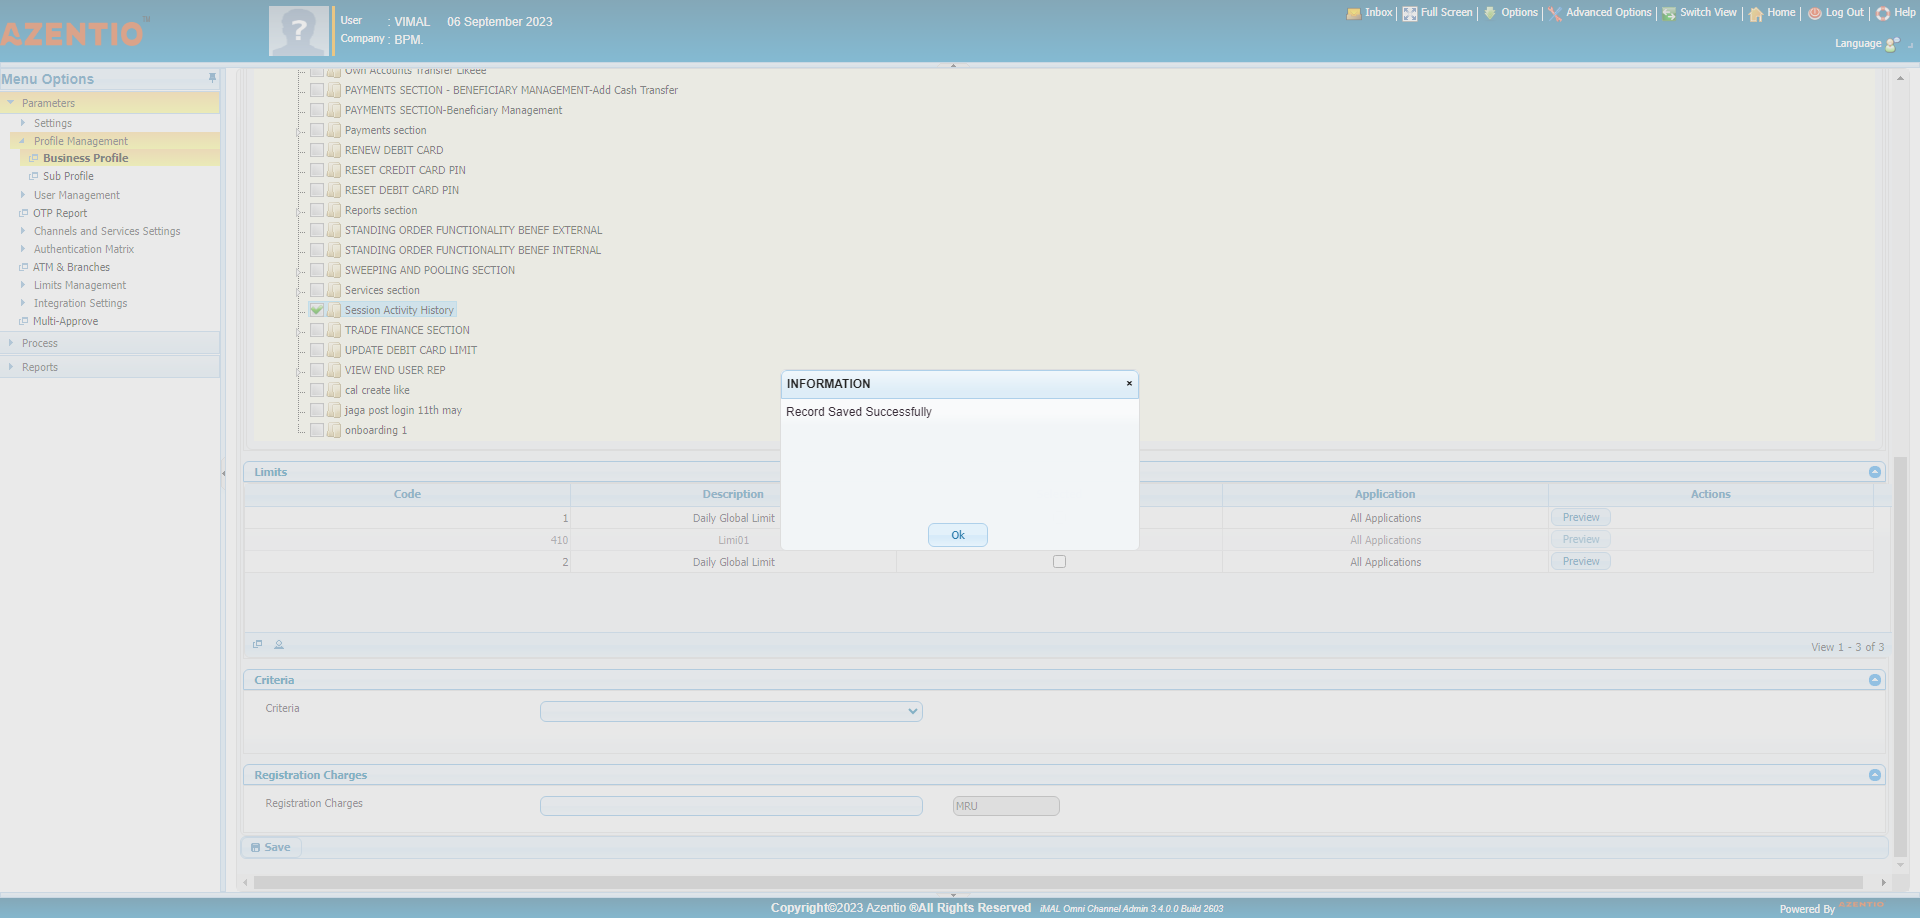 AZENTIO™
User : VIMAL 06 September 2023
Company : BPM.
Inbox | Full Screen | Options | Advanced Options | Switch View | Home | Log Out | Help
Language
Menu Options
Parameters
Settings
Profile Management
Business Profile
Sub Profile
User Management
OTP Report
Channels and Services Settings
Authentication Matrix
ATM & Branches
Limits Management
Integration Settings
Multi-Approve
Process
Reports
Own Accounts Transfer Likeee
PAYMENTS SECTION - BENEFICIARY MANAGEMENT-Add Cash Transfer
PAYMENTS SECTION-Beneficiary Management
Payments section
RENEW DEBIT CARD
RESET CREDIT CARD PIN
RESET DEBIT CARD PIN
Reports section
STANDING ORDER FUNCTIONALITY BENEF EXTERNAL
STANDING ORDER FUNCTIONALITY BENEF INTERNAL
SWEEPING AND POOLING SECTION
Services section
Session Activity History
TRADE FINANCE SECTION
UPDATE DEBIT CARD LIMIT
VIEW END USER REP
cal create like
jaga post login 11th may
onboarding 1
INFORMATION ×
Record Saved Successfully
Ok
Limits
Code Description Application Actions
1 Daily Global Limit All Applications Preview
410 Limi01 All Applications Preview
2 Daily Global Limit All Applications Preview
View 1 - 3 of 3
Criteria
Criteria
Registration Charges
Registration Charges MRU
Save
Copyright©2023 Azentio ®All Rights Reserved iMAL Omni Channel Admin 3.4.0.0 Build 2603
Powered By AZENTIO